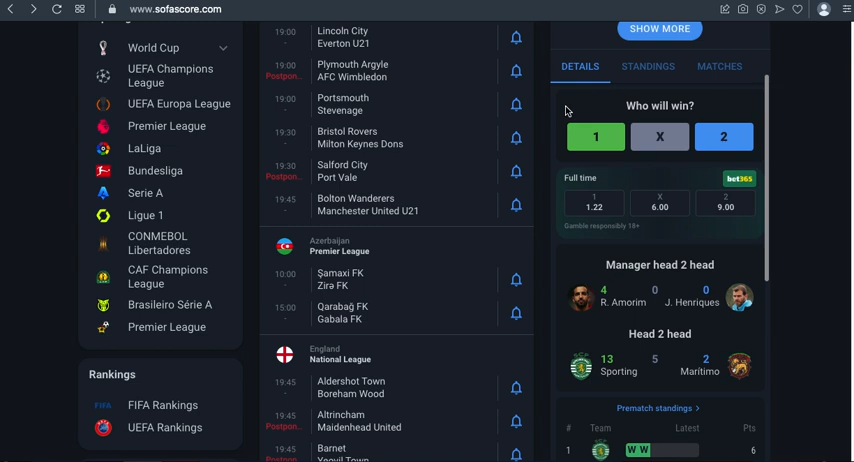 www.sofascore.com
World Cup
UEFA Champions
League
UEFA Europa League
Premier League
LaLiga
Bundesliga
Serie A
Ligue 1
CONMEBOL
Libertadores
CAF Champions
League
Brasileiro Série A
Premier League
Rankings
FIFA FIFA Rankings
UEFA Rankings
19:00 Lincoln City
- Everton U21
19:00 Plymouth Argyle
Postpon... AFC Wimbledon
19:00 Portsmouth
- Stevenage
19:30 Bristol Rovers
- Milton Keynes Dons
19:30 Salford City
Postpon... Port Vale
19:45 Bolton Wanderers
- Manchester United U21
Azerbaijan
Premier League
10:00 Şamaxi FK
- Zirə FK
15:00 Qarabağ FK
- Gabala FK
England
National League
19:45 Aldershot Town
- Boreham Wood
19:45 Altrincham
Postpon... Maidenhead United
19:45 Barnet
Postpon... Yeovil Town
SHOW MORE
DETAILS STANDINGS MATCHES
Who will win?
1 X 2
Full time bet365
1 X 2
1.22 6.00 9.00
Gamble responsibly 18+
Manager head 2 head
4 0 0
R. Amorim J. Henriques
Head 2 head
13 5 2
Sporting Marítimo
Prematch standings >
# Team Latest Pts
1 W W 6